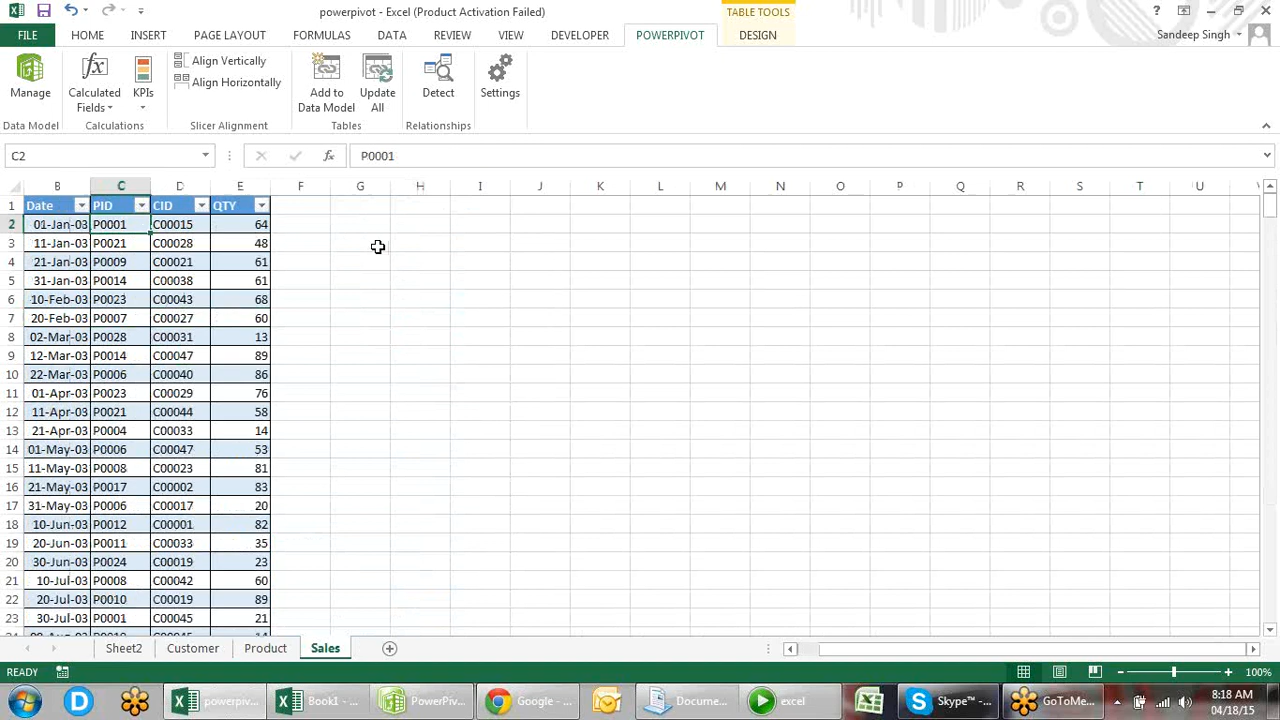 powerpivot - Excel (Product Activation Failed)
TABLE TOOLS
FILE HOME INSERT PAGE LAYOUT FORMULAS DATA REVIEW VIEW DEVELOPER POWERPIVOT DESIGN
Sandeep Singh
Manage
Calculated Fields
KPIs
Align Vertically
Align Horizontally
Add to Data Model
Update All
Detect
Settings
Data Model Calculations Slicer Alignment Tables Relationships
C2 fx P0001
B C D E F G H I J K L M N O P Q R S T U
1 Date PID CID QTY
2 01-Jan-03 P0001 C00015 64
3 11-Jan-03 P0021 C00028 48
4 21-Jan-03 P0009 C00021 61
5 31-Jan-03 P0014 C00038 61
6 10-Feb-03 P0023 C00043 68
7 20-Feb-03 P0007 C00027 60
8 02-Mar-03 P0028 C00031 13
9 12-Mar-03 P0014 C00047 89
10 22-Mar-03 P0006 C00040 86
11 01-Apr-03 P0023 C00029 76
12 11-Apr-03 P0021 C00044 58
13 21-Apr-03 P0004 C00033 14
14 01-May-03 P0006 C00047 53
15 11-May-03 P0008 C00023 81
16 21-May-03 P0017 C00002 83
17 31-May-03 P0006 C00017 20
18 10-Jun-03 P0012 C00001 82
19 20-Jun-03 P0011 C00033 35
20 30-Jun-03 P0024 C00019 23
21 10-Jul-03 P0008 C00042 60
22 20-Jul-03 P0010 C00019 89
23 30-Jul-03 P0001 C00045 21
Sheet2 Customer Product Sales
READY 100%
powerpiv... Book1 - ... PowerPiv... Google - ... Docume... excel Skype™ -... GoToMe... 8:18 AM
04/18/15